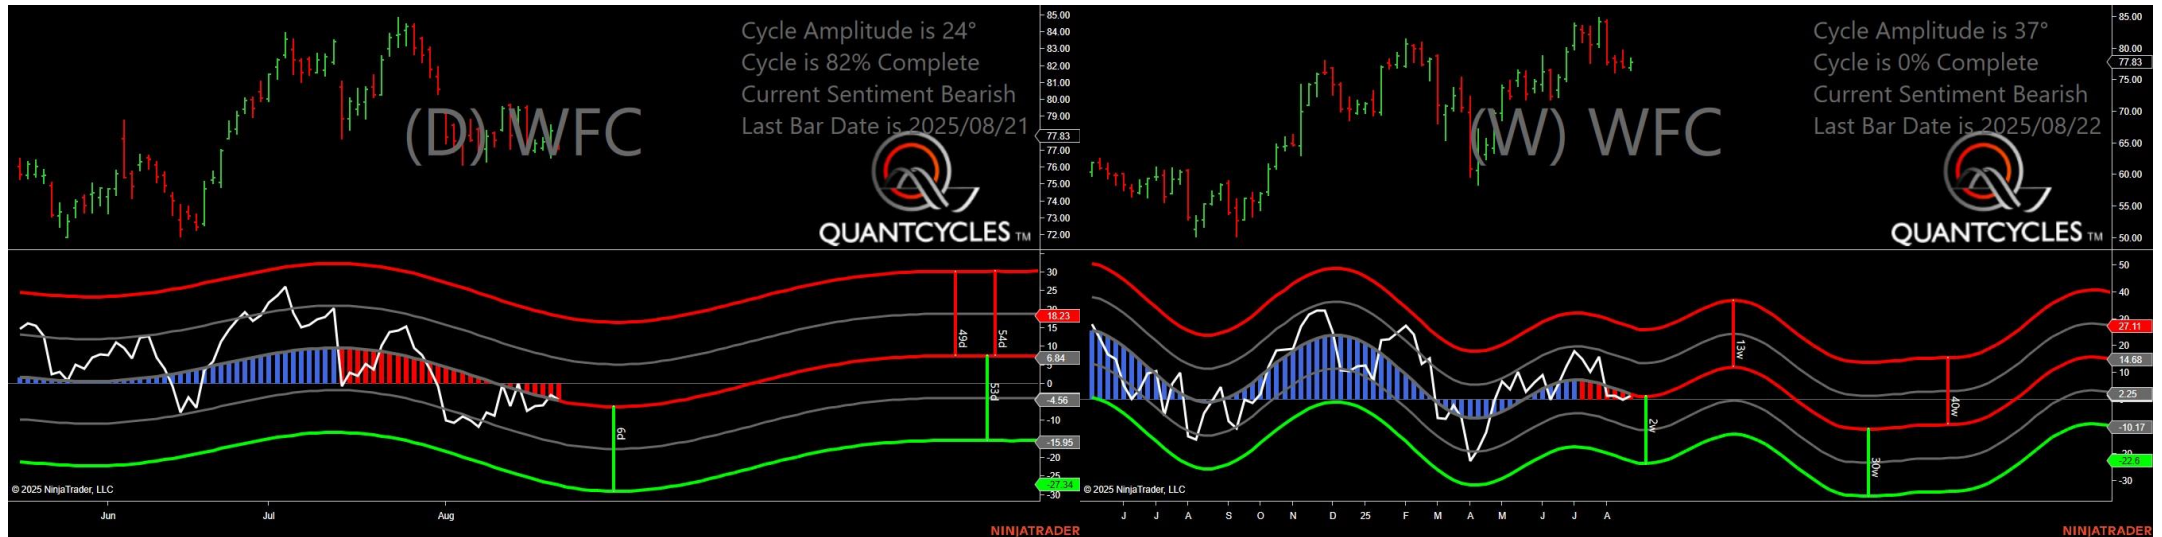 Cycle Amplitude is 24°
Cycle is 82% Complete
Current Sentiment Bearish
Last Bar Date is 2025/08/21
(D) WFC
QUANTCYCLES TM
85.00
84.00
83.00
82.00
81.00
80.00
79.00
77.83
77.00
76.00
75.00
74.00
73.00
72.00
30
25
18.23
15
10
6.84
5
0
-4.56
-10
-15.95
-20
-25
-27.34
-30
49d
54d
53d
6d
© 2025 NinjaTrader, LLC
Jun
Jul
Aug
NINJATRADER
Cycle Amplitude is 37°
Cycle is 0% Complete
Current Sentiment Bearish
Last Bar Date is 2025/08/22
(W) WFC
QUANTCYCLES TM
85.00
80.00
77.83
75.00
70.00
65.00
60.00
55.00
50.00
50
40
27.11
20
14.68
10
2.25
-10.17
-22.6
-30
13w
40w
2w
30w
© 2025 NinjaTrader, LLC
J J A S O N D 25 F M A M J J A
NINJATRADER